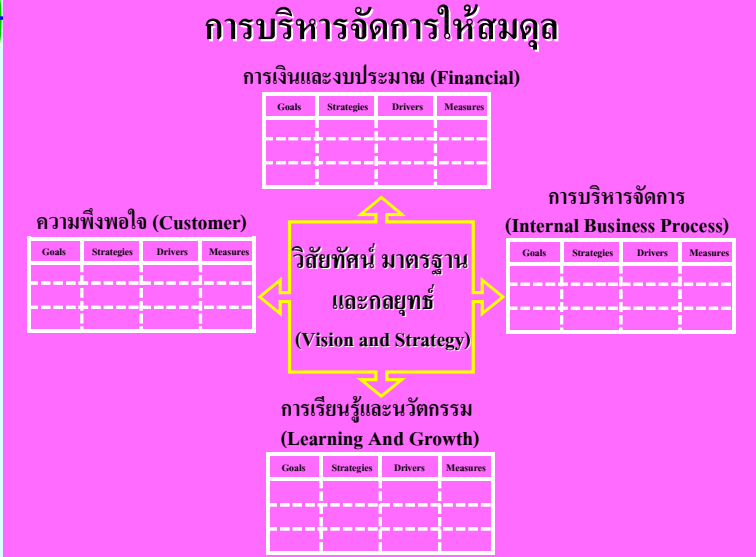 การบริหารจัดการให้สมดุล
การเงินและงบประมาณ (Financial)
Goals Strategies Drivers Measures
ความพึงพอใจ (Customer)
Goals Strategies Drivers Measures
วิสัยทัศน์ มาตรฐาน
และกลยุทธ์
(Vision and Strategy)
การบริหารจัดการ
(Internal Business Process)
Goals Strategies Drivers Measures
การเรียนรู้และนวัตกรรม
(Learning And Growth)
Goals Strategies Drivers Measures